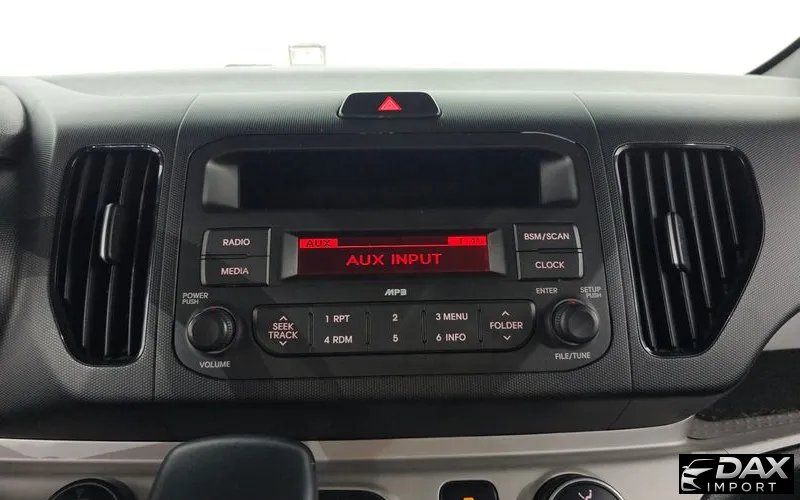 AUX
AUX INPUT
RADIO
MEDIA
BSM/SCAN
CLOCK
MP3
POWER
PUSH
VOLUME
SEEK
TRACK
1 RPT
2
3 MENU
4 RDM
5
6 INFO
FOLDER
ENTER
SETUP
PUSH
FILE/TUNE
DAX
IMPORT